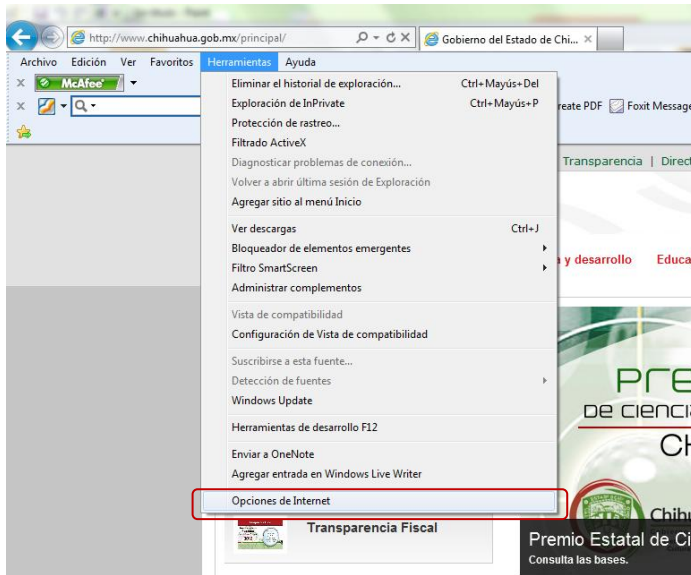 http://www.chihuahua.gob.mx/principal/
Gobierno del Estado de Chi...
Archivo Edición Ver Favoritos Herramientas Ayuda
McAfee
Eliminar el historial de exploración... Ctrl+Mayús+Del
Exploración de InPrivate Ctrl+Mayús+P
reate PDF Foxit Message
Protección de rastreo...
Filtrado ActiveX
Diagnosticar problemas de conexión...
Transparencia | Direct
Volver a abrir última sesión de Exploración
Agregar sitio al menú Inicio
Ver descargas Ctrl+J
Bloqueador de elementos emergentes
y desarrollo Educa
Filtro SmartScreen
Administrar complementos
Vista de compatibilidad
Configuración de Vista de compatibilidad
Suscribirse a esta fuente...
Detección de fuentes
Windows Update
Pre
DE CIENCI
Herramientas de desarrollo F12
CH
Enviar a OneNote
Agregar entrada en Windows Live Writer
Opciones de Internet
Chihu
Transparencia Fiscal
Premio Estatal de Ci
Consulta las bases.